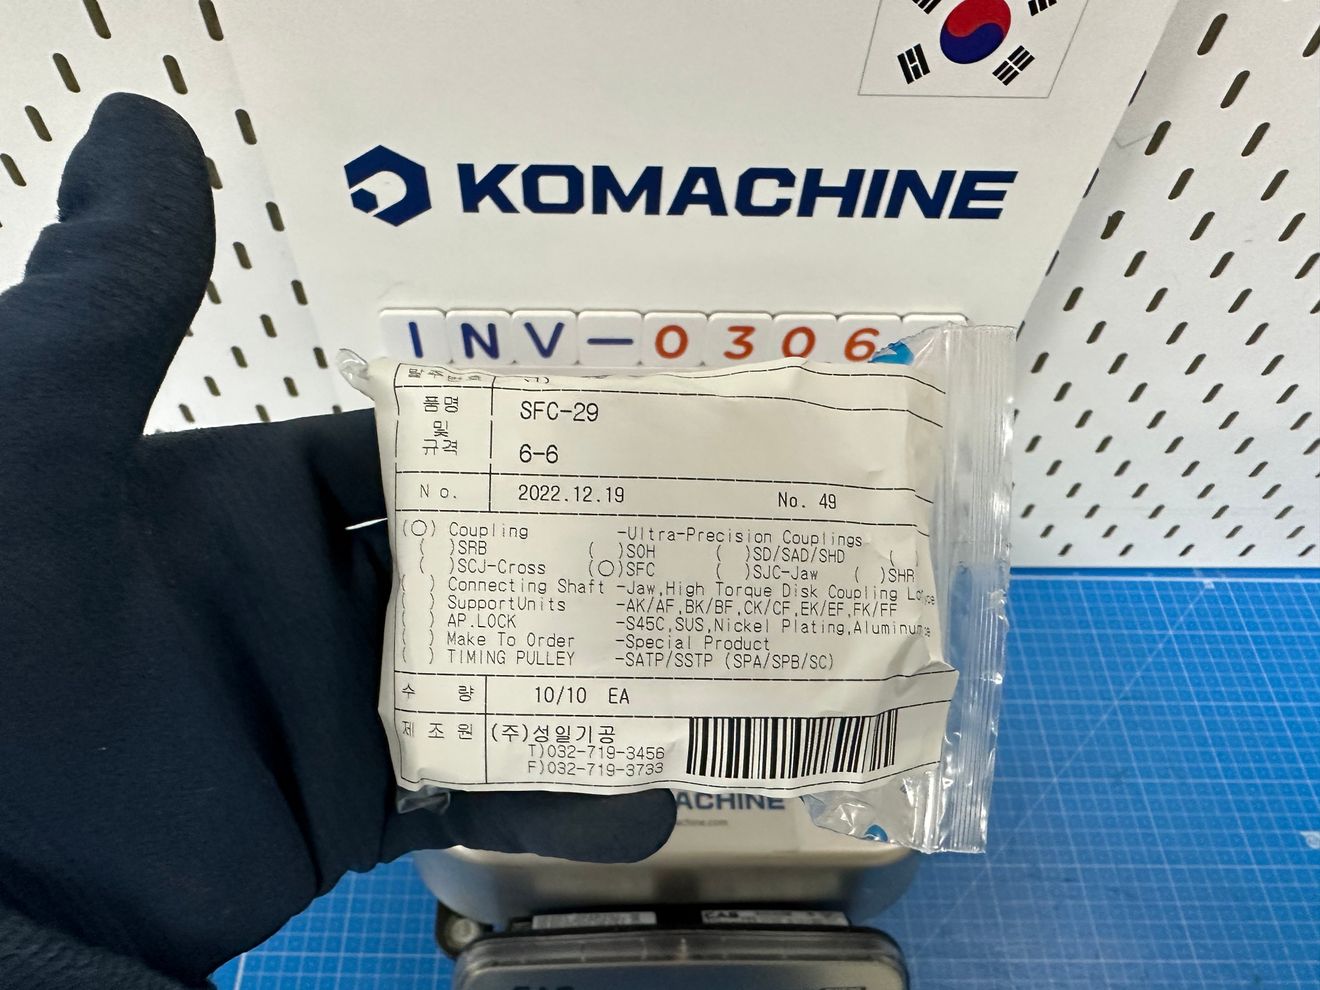 KOMACHINE
INV-0306
품명 및 규격 SFC-29
6-6
No. 2022.12.19 No. 49
(○) Coupling -Ultra-Precision Couplings
( )SRB ( )SOH ( )SD/SAD/SHD (
( )SCJ-Cross (○)SFC ( )SJC-Jaw ( )SHR
( ) Connecting Shaft -Jaw,High Torque Disk Coupling
( ) SupportUnits -AK/AF,BK/BF,CK/CF,EK/EF,FK/FF
( ) AP.LOCK -S45C,SUS,Nickel Plating,Aluminum
( ) Make To Order -Special Product
( ) TIMING PULLEY -SATP/SSTP (SPA/SPB/SC)
수 량 10/10 EA
제 조 원 (주)성일기공
T)032-719-3456
F)032-719-3733
ACHINE